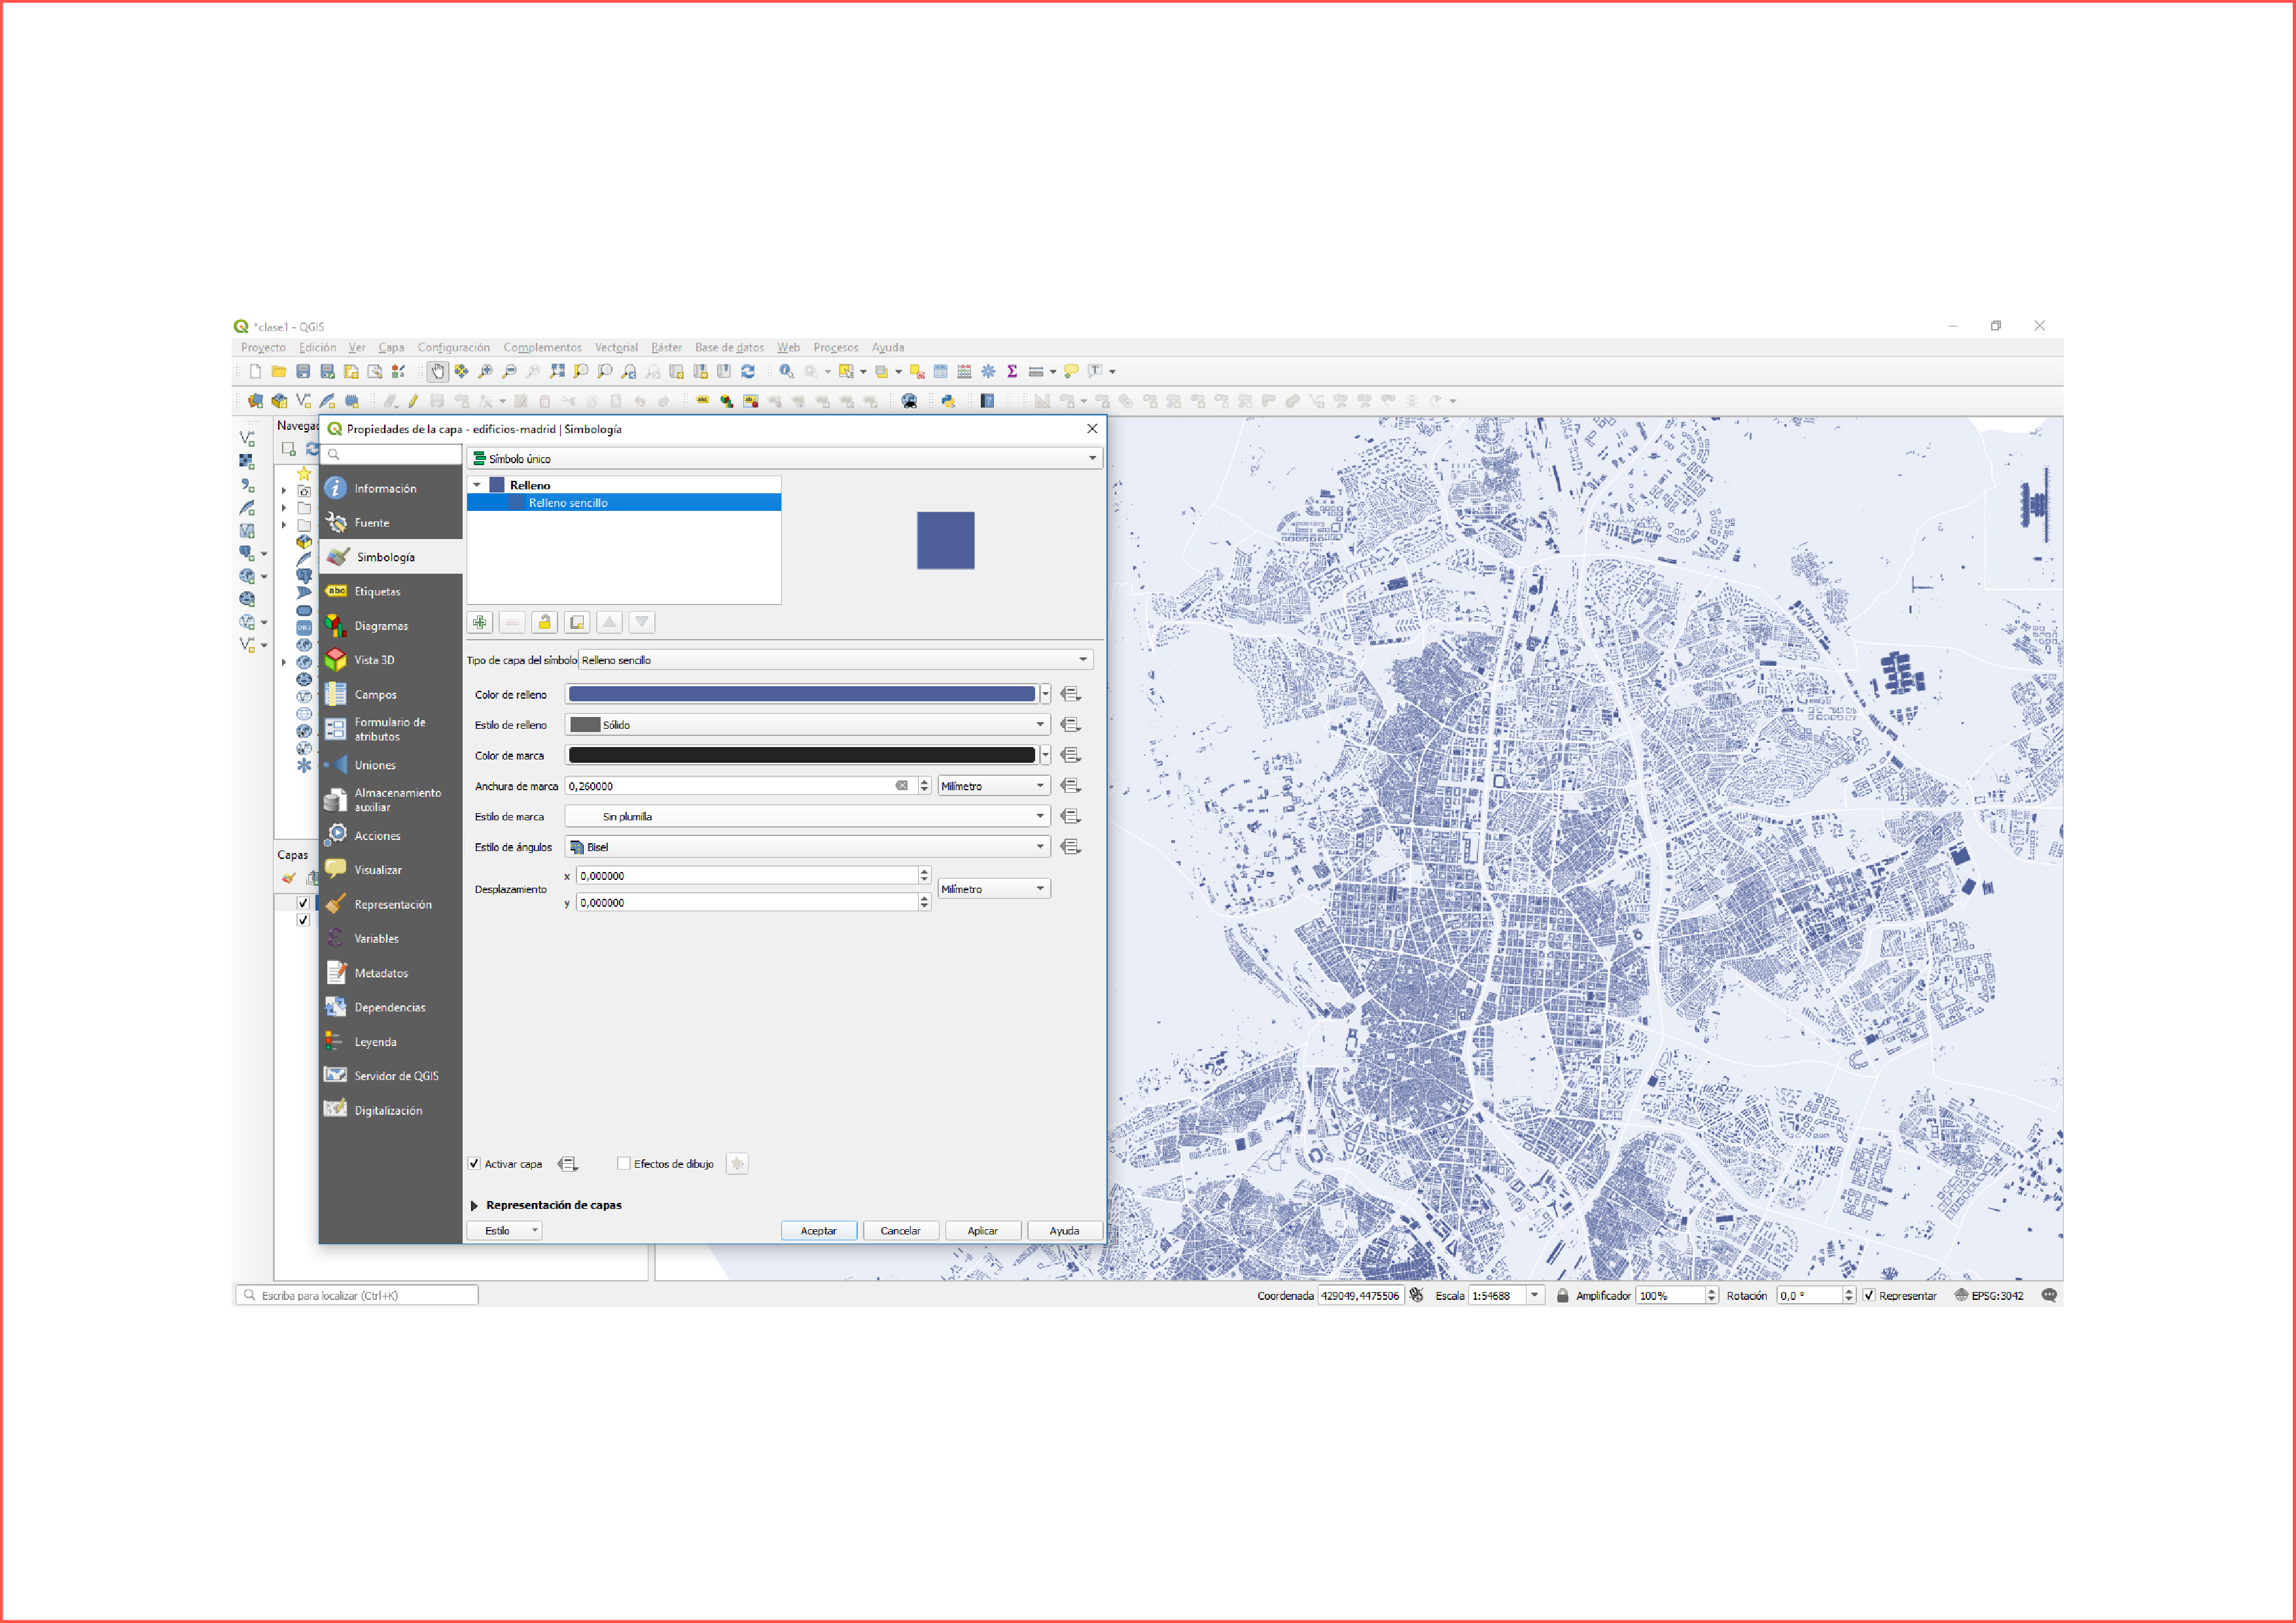 *clase1 - QGIS
Proyecto Edición Ver Capa Configuración Complementos Vectorial Ráster Base de datos Web Procesos Ayuda
Navegad
Propiedades de la capa - edificios-madrid | Simbología
Símbolo único
Información
Fuente
Simbología
Etiquetas
Diagramas
Vista 3D
Campos
Formulario de
atributos
Uniones
Almacenamiento
auxiliar
Acciones
Visualizar
Representación
Variables
Metadatos
Dependencias
Leyenda
Servidor de QGIS
Digitalización
Relleno
Relleno sencillo
Tipo de capa del símbolo Relleno sencillo
Color de relleno
Estilo de relleno Sólido
Color de marca
Anchura de marca 0,260000 Milímetro
Estilo de marca Sin plumilla
Estilo de ángulos Bisel
Desplazamiento x 0,000000 Milímetro
y 0,000000
Activar capa Efectos de dibujo
Representación de capas
Estilo Aceptar Cancelar Aplicar Ayuda
Capas
Escriba para localizar (Ctrl+K) Coordenada 429049,4475506 Escala 1:54688 Amplificador 100% Rotación 0,0 ° Representar EPSG:3042